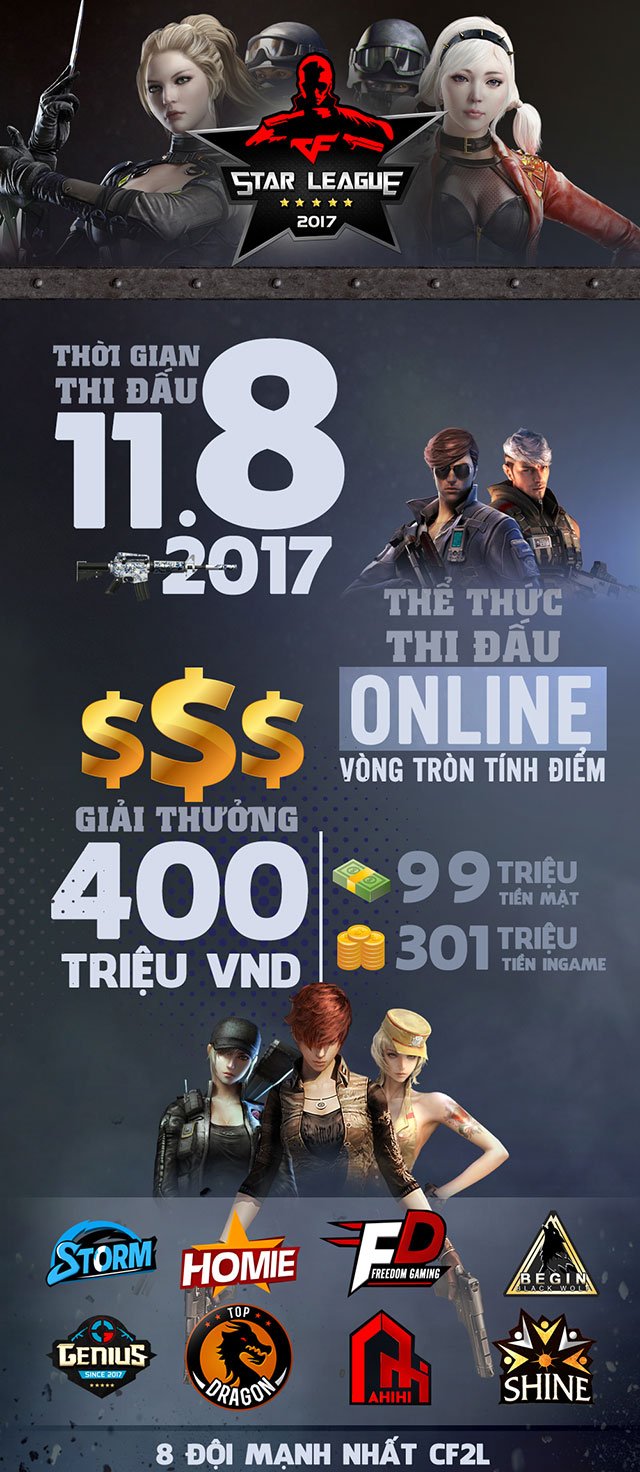 CF
STAR LEAGUE
2017
THỜI GIAN
THI ĐẤU
11.8
2017
THỂ THỨC
THI ĐẤU
ONLINE
VÒNG TRÒN TÍNH ĐIỂM
$$$
GIẢI THƯỞNG
400
TRIỆU VND
99 TRIỆU
TIỀN MẶT
301 TRIỆU
TIỀN INGAME
STORM
HOMIE
FD
FREEDOM GAMING
BEGIN
BLACK WOLF
GENIUS
SINCE 2017
TOP
DRAGON
AHIHI
SHINE
8 ĐỘI MẠNH NHẤT CF2L